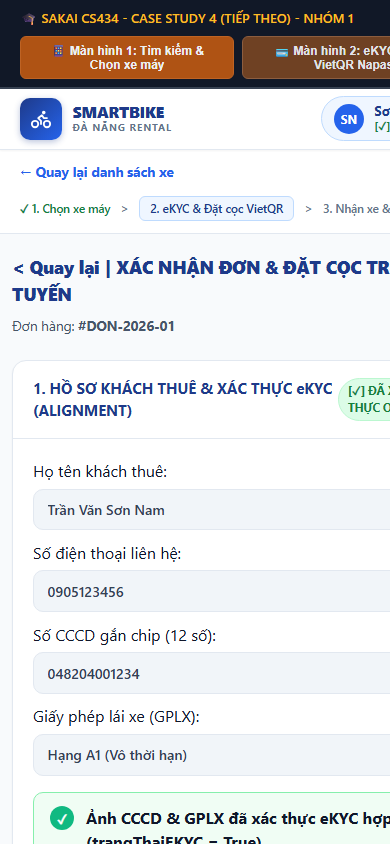 🎓 SAKAI CS434 - CASE STUDY 4 (TIẾP THEO) - NHÓM 1
📱 Màn hình 1: Tìm kiếm &
Chọn xe máy
🪪 Màn hình 2: eKY
VietQR Napas
SMARTBIKE
ĐÀ NẴNG RENTAL
SN
Sơ
[✓]
← Quay lại danh sách xe
✓ 1. Chọn xe máy > 2. eKYC & Đặt cọc VietQR > 3. Nhận xe &
< Quay lại | XÁC NHẬN ĐƠN & ĐẶT CỌC TR
TUYẾN
Đơn hàng: #DON-2026-01
1. HỒ SƠ KHÁCH THUÊ & XÁC THỰC eKYC
(ALIGNMENT)
[✓] ĐÃ
THỰC
Họ tên khách thuê:
Trần Văn Sơn Nam
Số điện thoại liên hệ:
0905123456
Số CCCD gắn chip (12 số):
048204001234
Giấy phép lái xe (GPLX):
Hạng A1 (Vô thời hạn)
✓ Ảnh CCCD & GPLX đã xác thực eKYC hợp
(trangThaiEKYC = True)